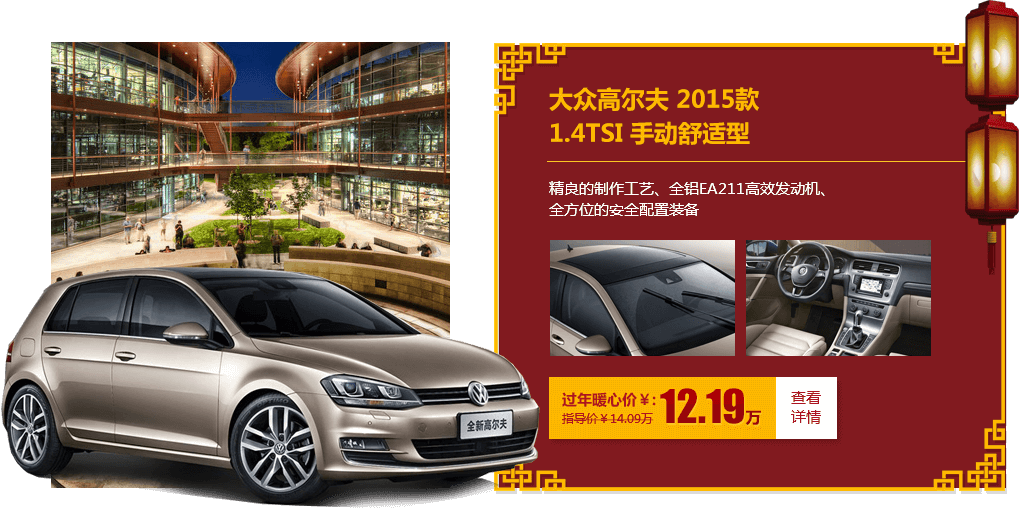 大众高尔夫 2015款
1.4TSI 手动舒适型
精良的制作工艺、全铝EA211高效发动机、
全方位的安全配置装备
过年暖心价￥: 12.19万
指导价￥14.09万
查看
详情
全新高尔夫